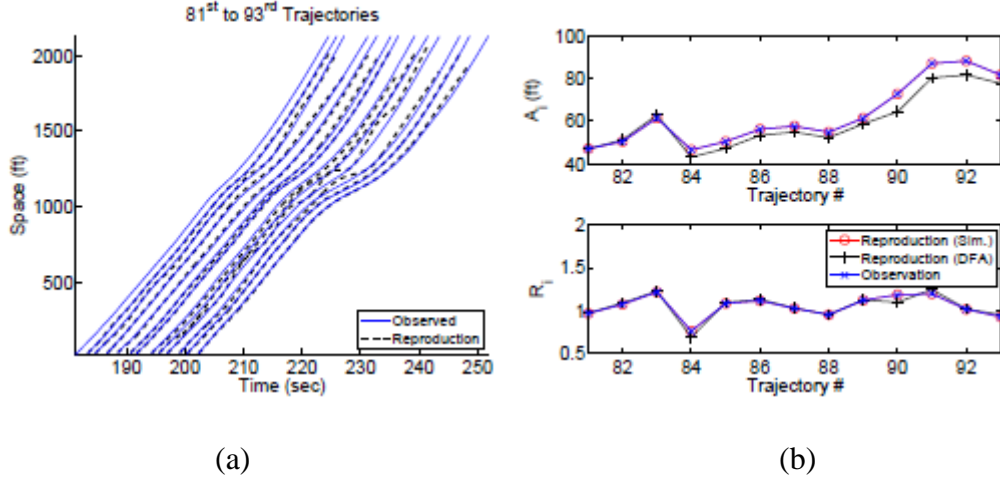 81st to 93rd Trajectories
2000
1500
1000
500
Space (ft)
190 200 210 220 230 240 250
Time (sec)
Observed
Reproduction
(a)
100
80
60
40
A_i (ft)
82 84 86 88 90 92
Trajectory #
2
1.5
1
0.5
R_i
Reproduction (Sim.)
Reproduction (DFA)
Observation
82 84 86 88 90 92
Trajectory #
(b)